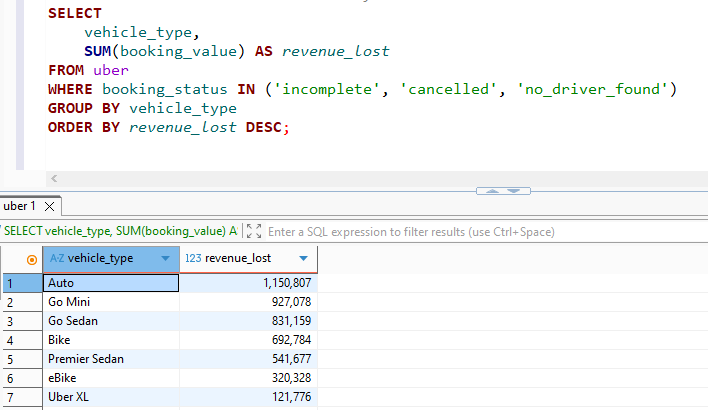 SELECT
vehicle_type,
SUM(booking_value) AS revenue_lost
FROM uber
WHERE booking_status IN ('incomplete', 'cancelled', 'no_driver_found')
GROUP BY vehicle_type
ORDER BY revenue_lost DESC;
uber 1
SELECT vehicle_type, SUM(booking_value) A
Enter a SQL expression to filter results (use Ctrl+Space)
A-Z vehicle_type 123 revenue_lost
1 Auto 1,150,807
2 Go Mini 927,078
3 Go Sedan 831,159
4 Bike 692,784
5 Premier Sedan 541,677
6 eBike 320,328
7 Uber XL 121,776